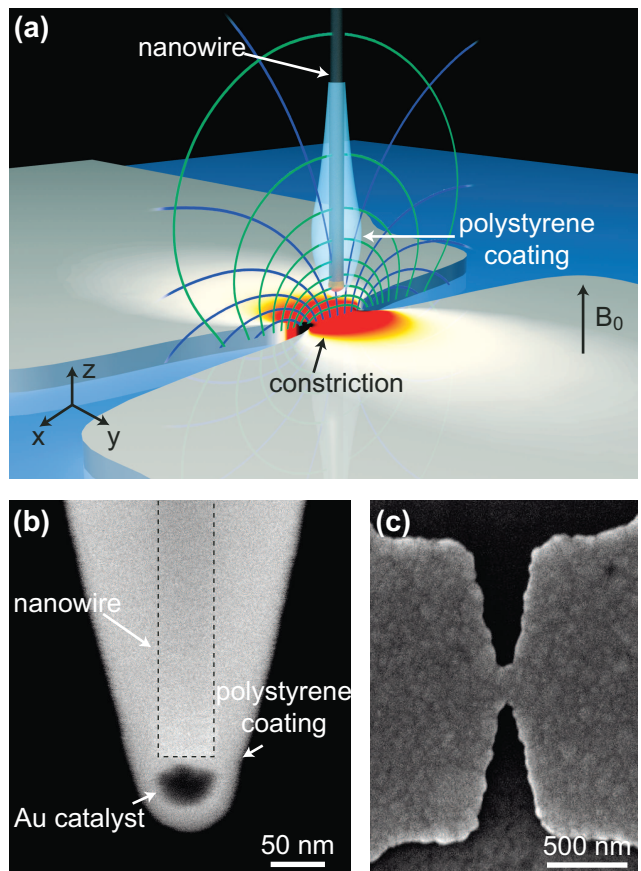 (a)
nanowire
polystyrene
coating
B0
constriction
z
x
y
(b)
nanowire
polystyrene
coating
Au catalyst
50 nm
(c)
500 nm